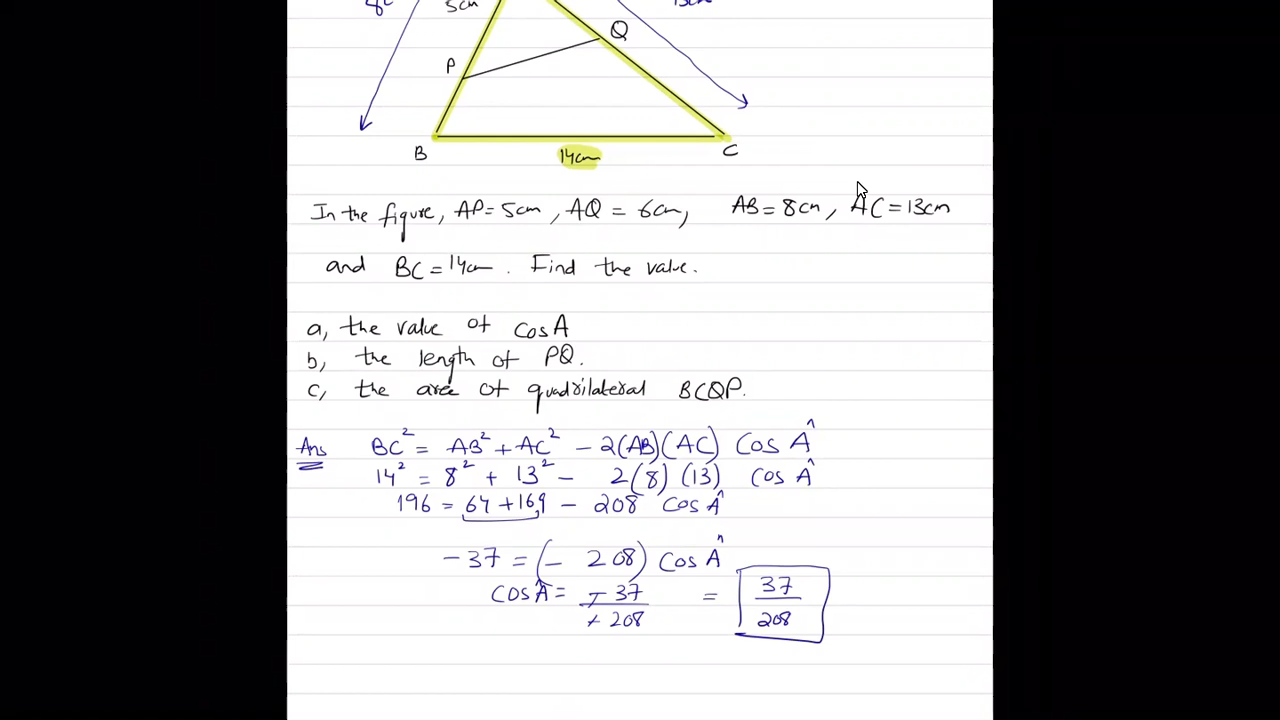 5cm
Q
P
B
C
14cm
In the figure, AP = 5cm, AQ = 6cm, AB = 8cm, AC = 13cm
and BC = 14cm. Find the value.
a, the value of cosA
b, the length of PQ.
c, the area of quadrilateral BCQP.
Ans BC² = AB² + AC² - 2(AB)(AC) Cos Â
14² = 8² + 13² - 2(8)(13) Cos Â
196 = 64 + 169 - 208 Cos Â
-37 = (- 208) Cos Â
cos Â = -37/-208 = 37/208